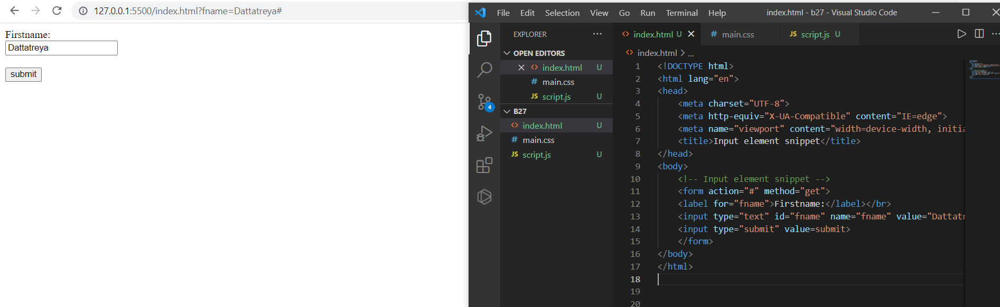 127.0.0.1:5500/index.html?fname=Dattatreya#
Firstname:
Dattatreya
submit
File Edit Selection View Go Run Terminal Help index.html - b27 - Visual Studio Code
EXPLORER ...
OPEN EDITORS
index.html U
# main.css
JS script.js U
B27
index.html U
# main.css
JS script.js U
4
index.html U
# main.css
JS script.js U
index.html > ...
1 <!DOCTYPE html>
2 <html lang="en">
3 <head>
4 <meta charset="UTF-8">
5 <meta http-equiv="X-UA-Compatible" content="IE=edge">
6 <meta name="viewport" content="width=device-width, initia
7 <title>Input element snippet</title>
8 </head>
9 <body>
10 <!-- Input element snippet -->
11 <form action="#" method="get">
12 <label for="fname">Firstname:</label></br>
13 <input type="text" id="fname" name="fname" value="Dattatr
14 <input type="submit" value=submit>
15 </form>
16 </body>
17 </html>
18
19
20